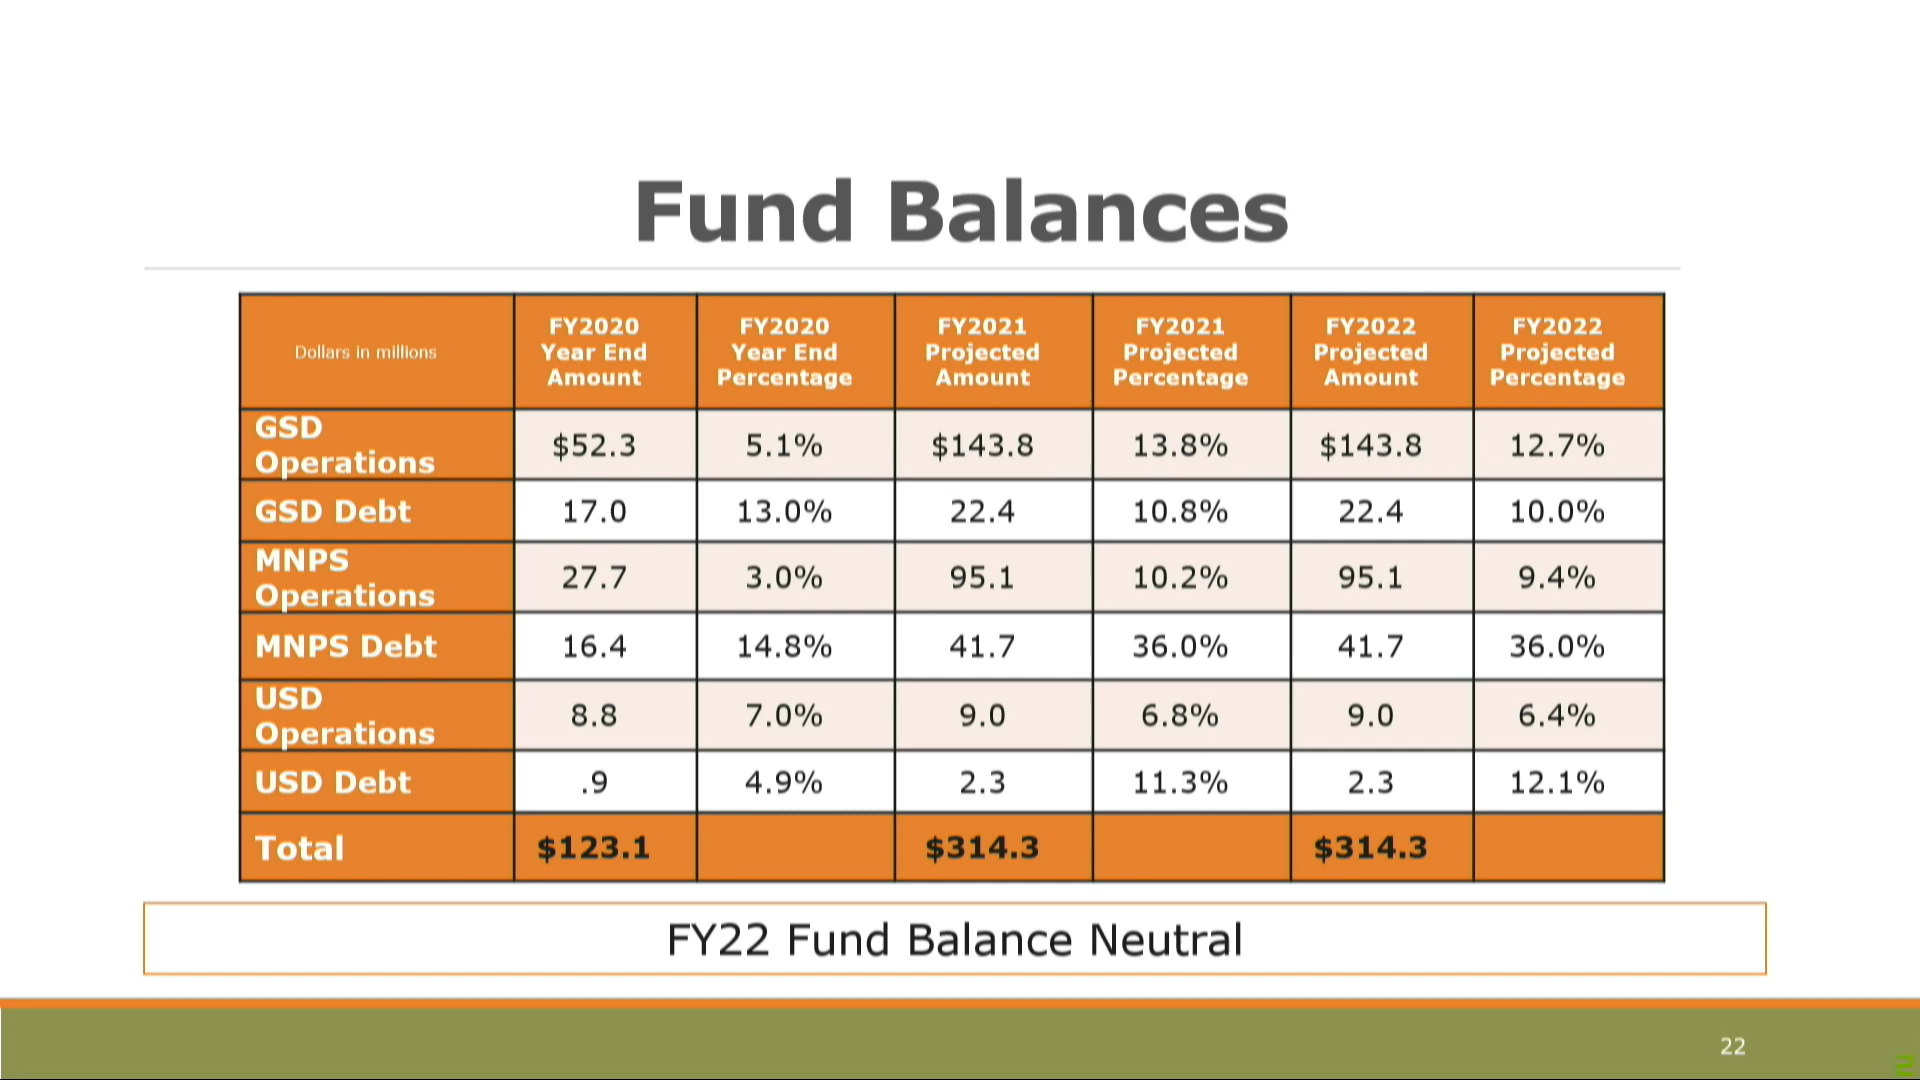 Fund Balances
Dollars in millions
FY2020 Year End Amount
FY2020 Year End Percentage
FY2021 Projected Amount
FY2021 Projected Percentage
FY2022 Projected Amount
FY2022 Projected Percentage
GSD Operations $52.3 5.1% $143.8 13.8% $143.8 12.7%
GSD Debt 17.0 13.0% 22.4 10.8% 22.4 10.0%
MNPS Operations 27.7 3.0% 95.1 10.2% 95.1 9.4%
MNPS Debt 16.4 14.8% 41.7 36.0% 41.7 36.0%
USD Operations 8.8 7.0% 9.0 6.8% 9.0 6.4%
USD Debt .9 4.9% 2.3 11.3% 2.3 12.1%
Total $123.1 $314.3 $314.3
FY22 Fund Balance Neutral
22